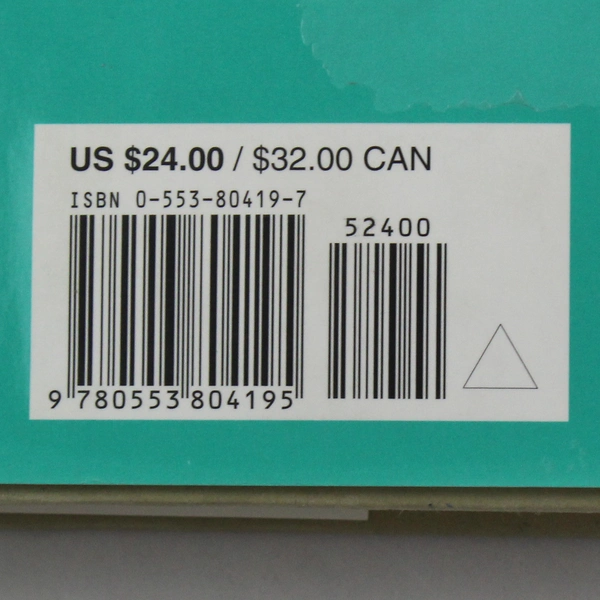 US $24.00 / $32.00 CAN
ISBN 0-553-80419-7
52400
9 780553 804195